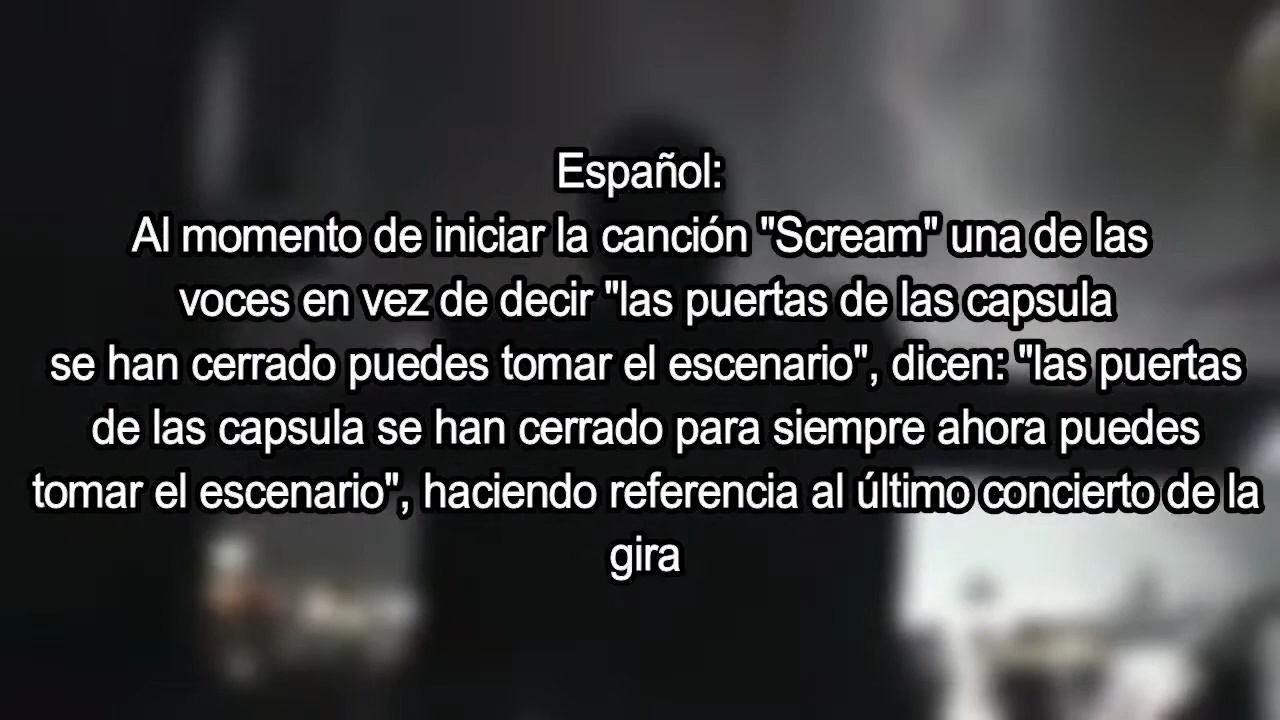 Español:
Al momento de iniciar la canción "Scream" una de las
voces en vez de decir "las puertas de las capsula
se han cerrado puedes tomar el escenario", dicen: "las puertas
de las capsula se han cerrado para siempre ahora puedes
tomar el escenario", haciendo referencia al último concierto de la
gira